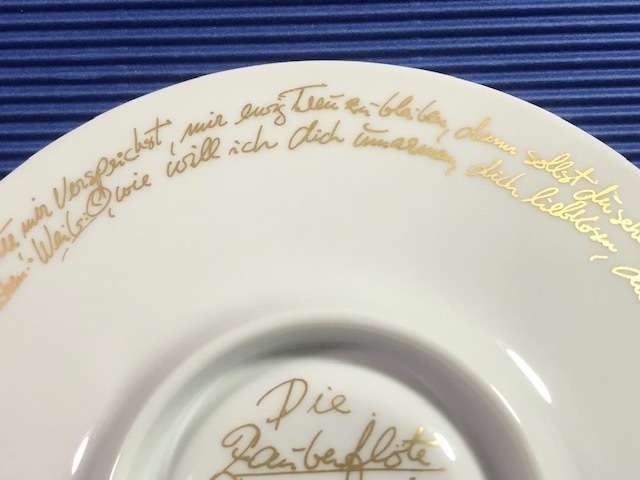 mir versprichst, mir ewig treu zu bleiben, dann sollst du sehn
Weib: , wie will ich dich umarmen, dich liebkosen,
Die
Zauberflöte